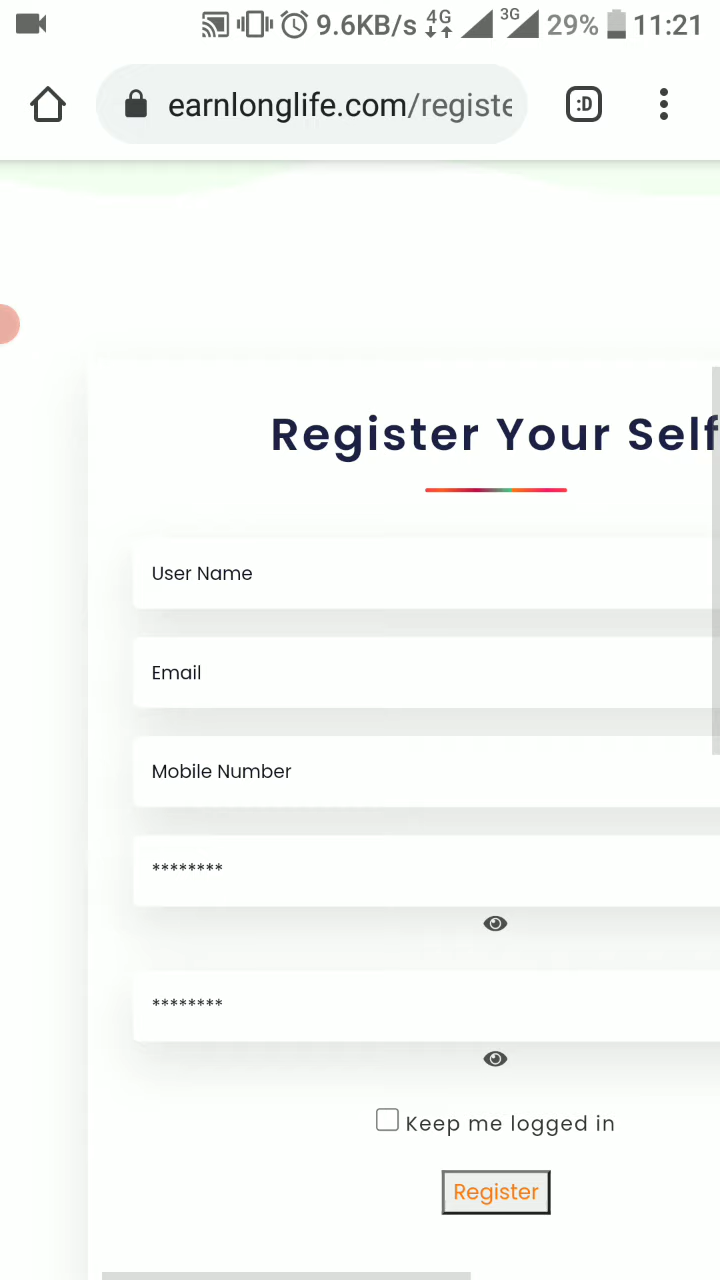 9.6KB/s 4G 3G 29% 11:21
earnlonglife.com/registe
:D
Register Your Self
User Name
Email
Mobile Number
********
********
Keep me logged in
Register